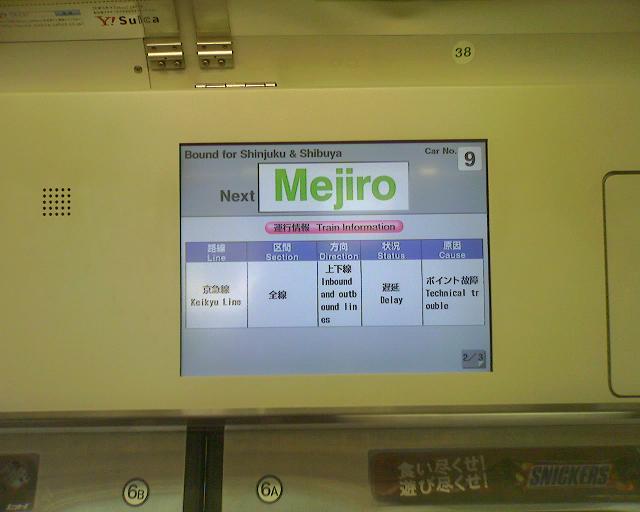 Y! Suica
38
Bound for Shinjuku & Shibuya
Car No. 9
Next Mejiro
運行情報 Train Information
路線 区間 方向 状況 原因
Line Section Direction Status Cause
京急線
Keikyu Line
全線
上下線
Inbound
and outb
ound lin
es
遅延
Delay
ポイント故障
Technical tr
ouble
2/3
6B
6A
食い尽くせ!
遊び尽くせ!
SNICKERS